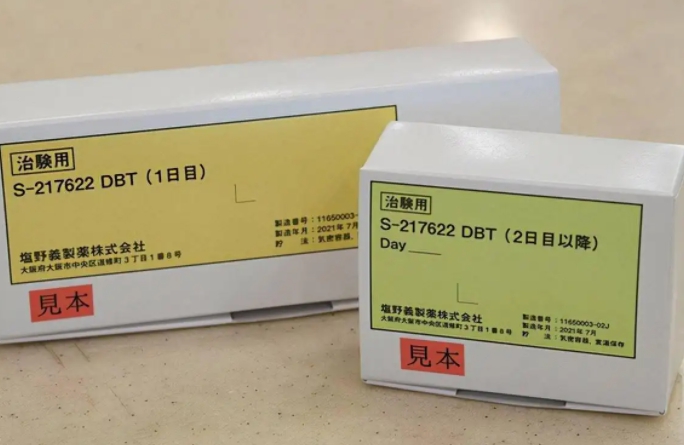 治験用
S-217622 DBT（1日目）
塩野義製薬株式会社
大阪府大阪市中央区道修町3丁目1番8号
製造番号：11650003-
製造年月：2021年 7月
貯　　法：気密容器,
見本
治験用
S-217622 DBT（2日目以降）
Day
塩野義製薬株式会社
大阪府大阪市中央区道修町3丁目1番8号
製造番号：11650003-02J
製造年月：2021年 7月
貯　　法：気密容器, 室温保存
見本